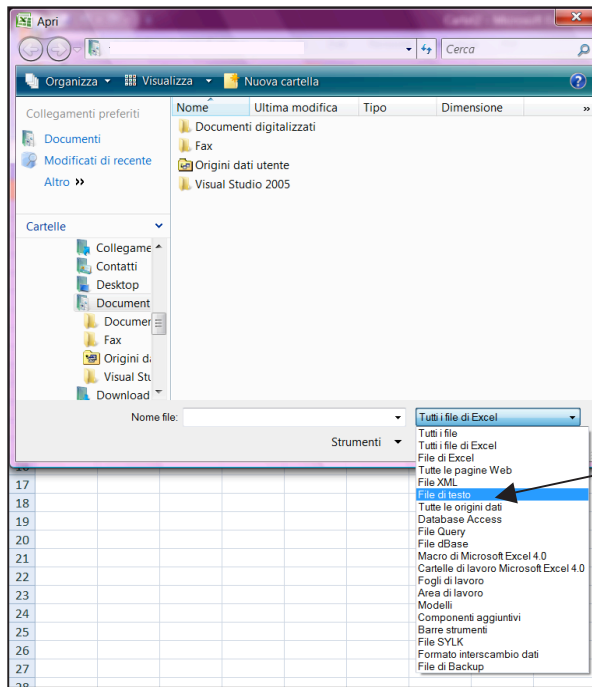 Apri
Cerca
Organizza Visualizza Nuova cartella
Collegamenti preferiti
Documenti
Modificati di recente
Altro »
Cartelle
Collegame
Contatti
Desktop
Document
Documer
Fax
Origini da
Visual Stu
Download
Nome Ultima modifica Tipo Dimensione »
Documenti digitalizzati
Fax
Origini dati utente
Visual Studio 2005
Nome file: Tutti i file di Excel
Strumenti
Tutti i file
Tutti i file di Excel
File di Excel
Tutte le pagine Web
File XML
File di testo
Tutte le origini dati
Database Access
File Query
File dBase
Macro di Microsoft Excel 4.0
Cartelle di lavoro Microsoft Excel 4.0
Fogli di lavoro
Area di lavoro
Modelli
Componenti aggiuntivi
Barre strumenti
File SYLK
Formato interscambio dati
File di Backup
17
18
19
20
21
22
23
24
25
26
27
28